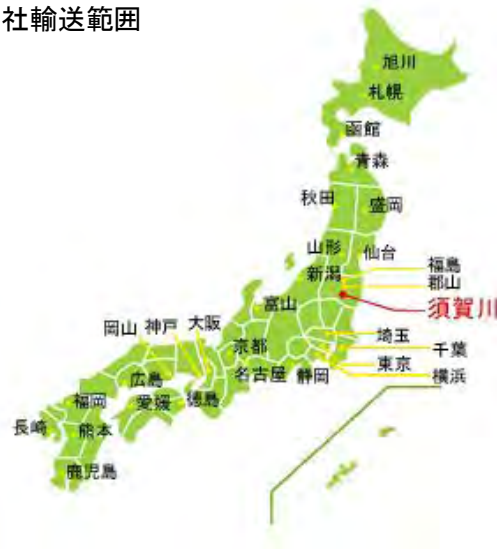 社輸送範囲
旭川
札幌
函館
青森
秋田
盛岡
山形
仙台
新潟
福島
郡山
須賀川
富山
埼玉
千葉
東京
横浜
岡山
神戸
大阪
京都
名古屋
静岡
広島
愛媛
徳島
福岡
長崎
熊本
鹿児島